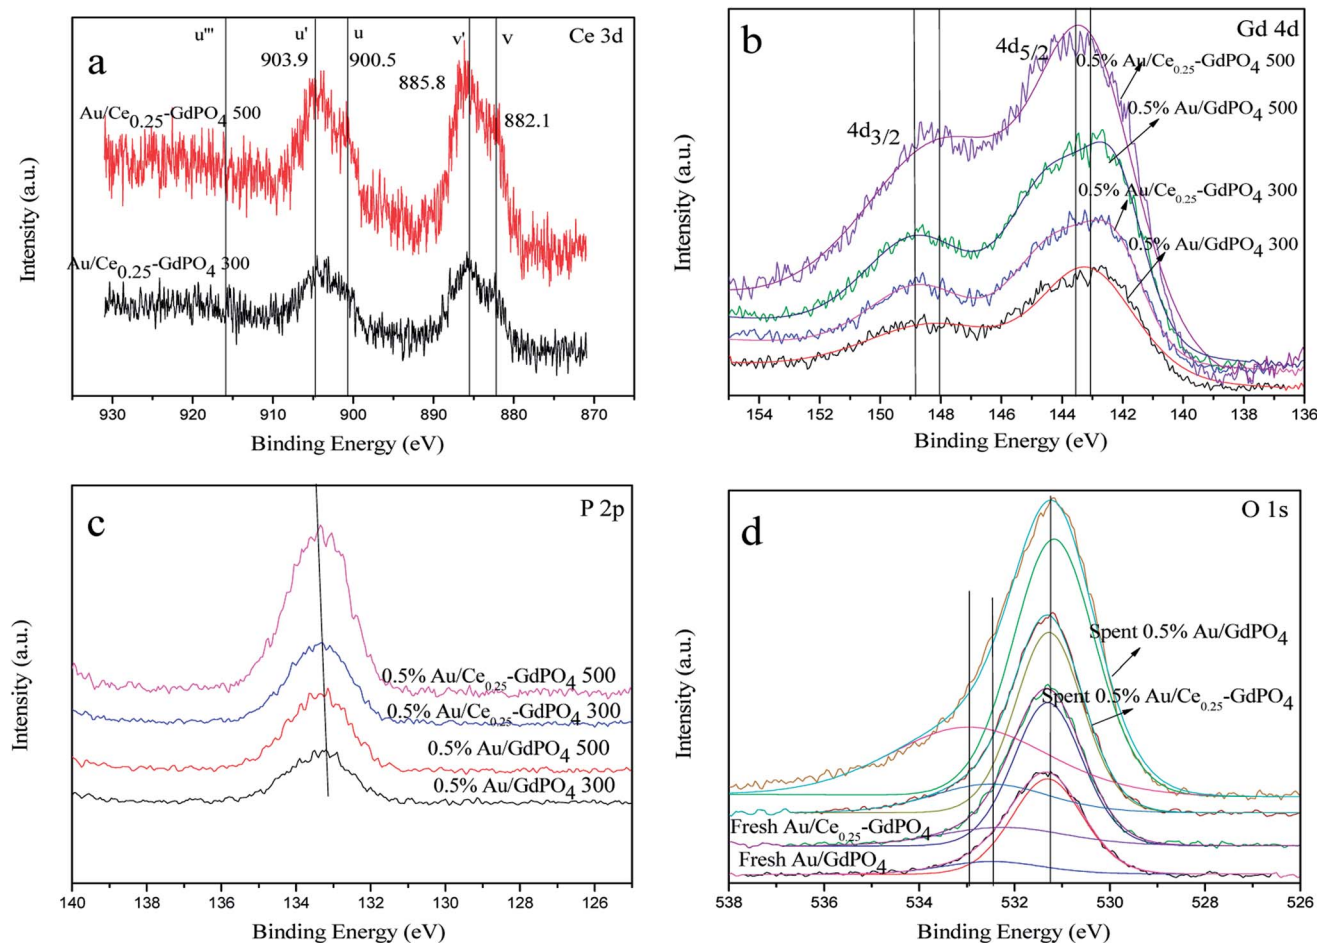 a
u'''
u'
u
v'
v
Ce 3d
903.9
900.5
885.8
882.1
Au/Ce0.25-GdPO4 500
Au/Ce0.25-GdPO4 300
Intensity (a.u.)
930 920 910 900 890 880 870
Binding Energy (eV)
b
Gd 4d
4d5/2
4d3/2
0.5% Au/Ce0.25-GdPO4 500
0.5% Au/GdPO4 500
0.5% Au/Ce0.25-GdPO4 300
0.5% Au/GdPO4 300
Intensity (a.u.)
154 152 150 148 146 144 142 140 138 136
Binding Energy (eV)
c
P 2p
0.5% Au/Ce0.25-GdPO4 500
0.5% Au/Ce0.25-GdPO4 300
0.5% Au/GdPO4 500
0.5% Au/GdPO4 300
Intensity (a.u.)
140 138 136 134 132 130 128 126
Binding Energy (eV)
d
O 1s
Spent 0.5% Au/GdPO4
Spent 0.5% Au/Ce0.25-GdPO4
Fresh Au/Ce0.25-GdPO4
Fresh Au/GdPO4
Intensity (a.u.)
538 536 534 532 530 528 526
Binding Energy (eV)